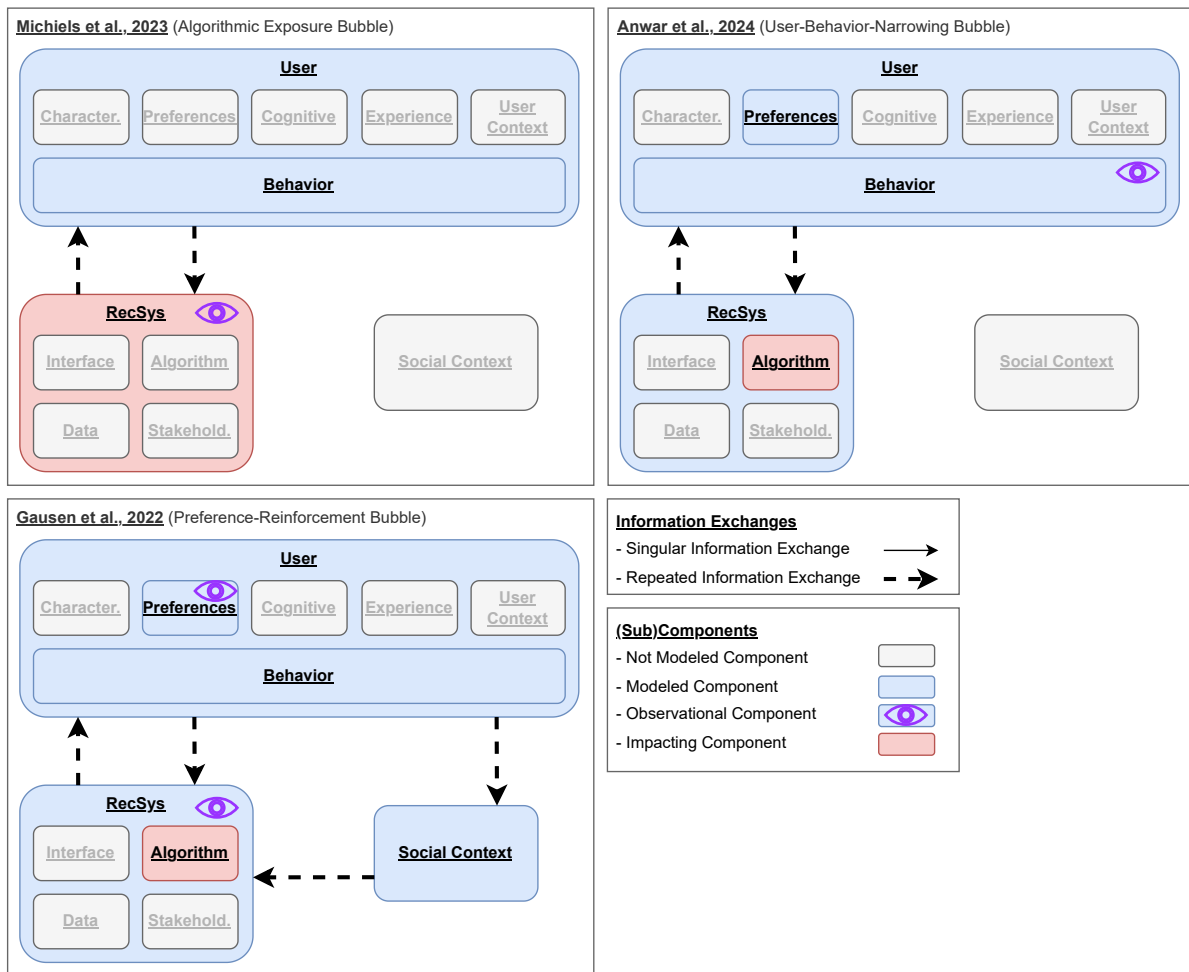 Michiels et al., 2023 (Algorithmic Exposure Bubble)
User
Character.
Preferences
Cognitive
Experience
User
Context
Behavior
RecSys
Interface
Algorithm
Data
Stakehold.
Social Context
Anwar et al., 2024 (User-Behavior-Narrowing Bubble)
User
Character.
Preferences
Cognitive
Experience
User
Context
Behavior
RecSys
Interface
Algorithm
Data
Stakehold.
Social Context
Gausen et al., 2022 (Preference-Reinforcement Bubble)
User
Character.
Preferences
Cognitive
Experience
User
Context
Behavior
RecSys
Interface
Algorithm
Data
Stakehold.
Social Context
Information Exchanges
- Singular Information Exchange
- Repeated Information Exchange
(Sub)Components
- Not Modeled Component
- Modeled Component
- Observational Component
- Impacting Component